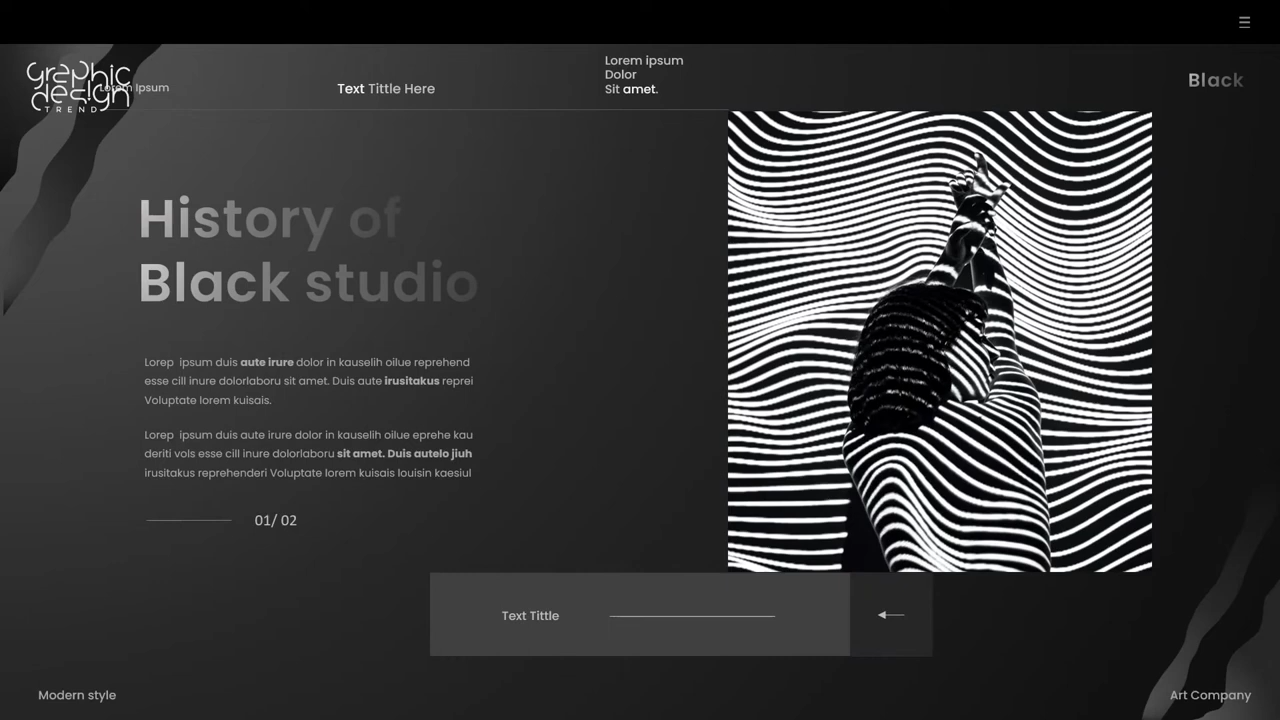 graphic
design
TREND
Lorem Ipsum
Text Tittle Here
Lorem ipsum
Dolor
Sit amet.
Black
History of
Black studio
Lorep ipsum duis aute irure dolor in kauselih oilue reprehend
esse cill inure dolorlaboru sit amet. Duis aute irusitakus reprei
Voluptate lorem kuisais.
Lorep ipsum duis aute irure dolor in kauselih oilue eprehe kau
deriti vols esse cill inure dolorlaboru sit amet. Duis autelo jiuh
irusitakus reprehenderi Voluptate lorem kuisais louisin kaesiul
01/ 02
Text Tittle
Modern style
Art Company